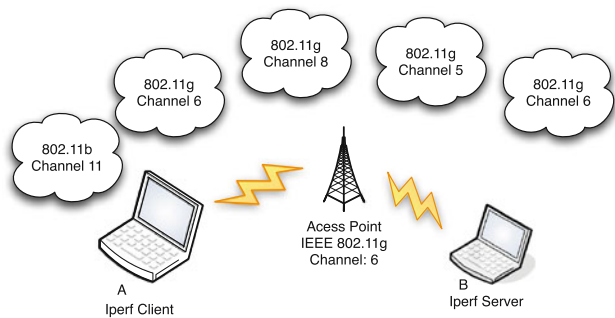 802.11g
Channel 8
802.11g
Channel 5
802.11g
Channel 6
802.11g
Channel 6
802.11b
Channel 11
Acess Point
IEEE 802.11g
Channel: 6
A
Iperf Client
B
Iperf Server